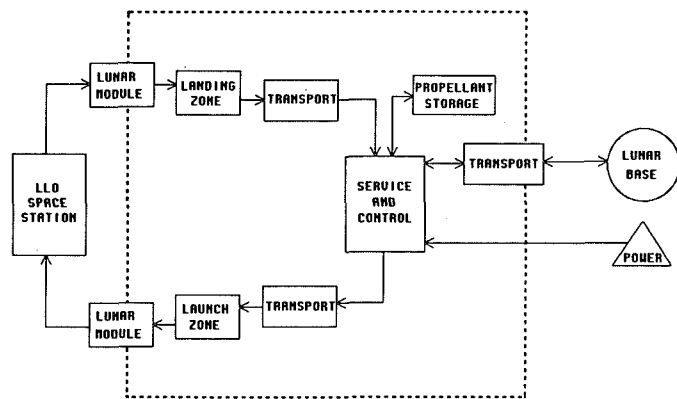 LUNAR
MODULE
LANDING
ZONE
TRANSPORT
PROPELLANT
STORAGE
LLO
SPACE
STATION
SERVICE
AND
CONTROL
TRANSPORT
LUNAR
BASE
POWER
LUNAR
MODULE
LAUNCH
ZONE
TRANSPORT